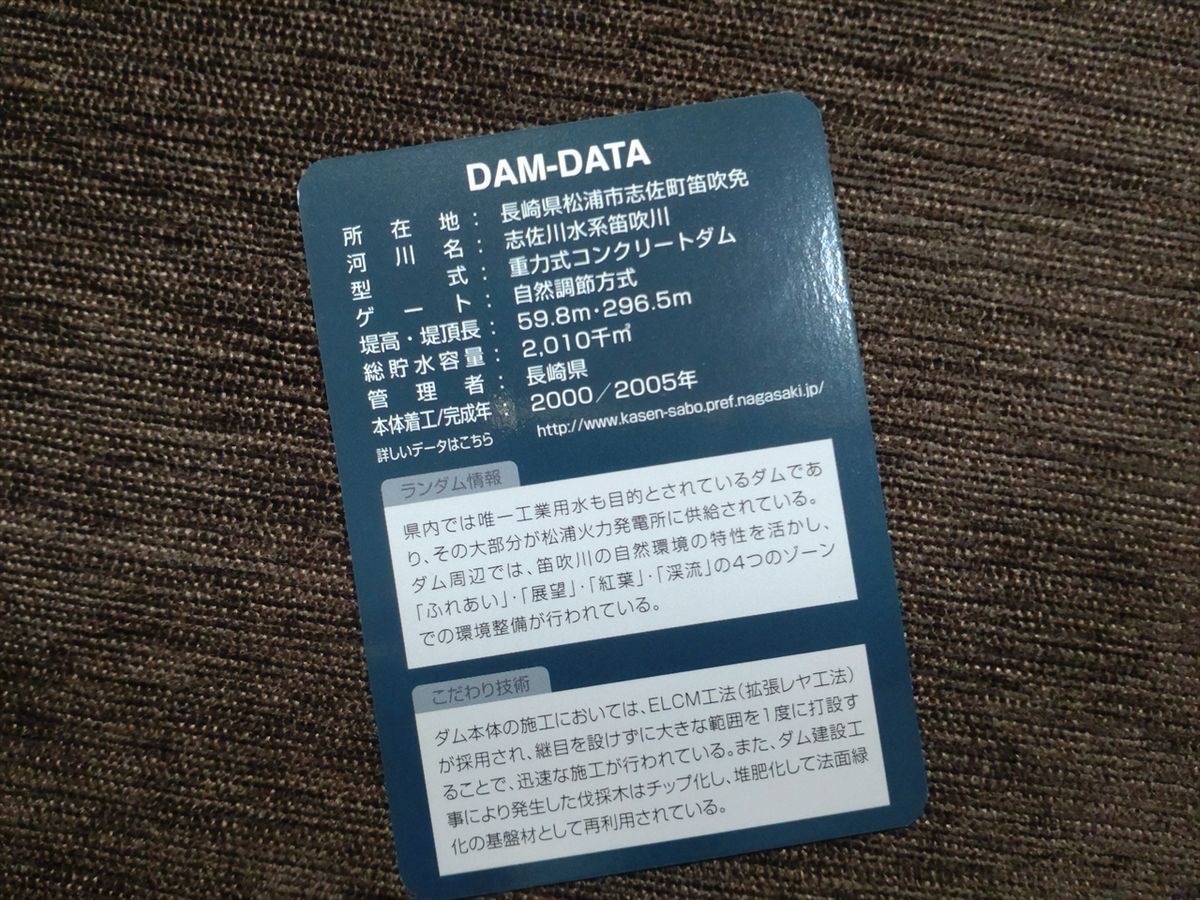 DAM-DATA
所在地：長崎県松浦市志佐町笛吹免
河川名：志佐川水系笛吹川
型式：重力式コンクリートダム
ゲート：自然調節方式
堤高・堤頂長：59.8m・296.5m
総貯水容量：2,010千㎥
管理者：長崎県
本体着工/完成年：2000／2005年
詳しいデータはこちら http://www.kasen-sabo.pref.nagasaki.jp/
ランダム情報
県内では唯一工業用水も目的とされているダムであ
り、その大部分が松浦火力発電所に供給されている。
ダム周辺では、笛吹川の自然環境の特性を活かし、
「ふれあい」・「展望」・「紅葉」・「渓流」の4つのゾーン
での環境整備が行われている。
こだわり技術
ダム本体の施工においては、ELCM工法（拡張レヤ工法）
が採用され、継目を設けずに大きな範囲を1度に打設す
ることで、迅速な施工が行われている。また、ダム建設工
事により発生した伐採木はチップ化し、堆肥化して法面緑
化の基盤材として再利用されている。